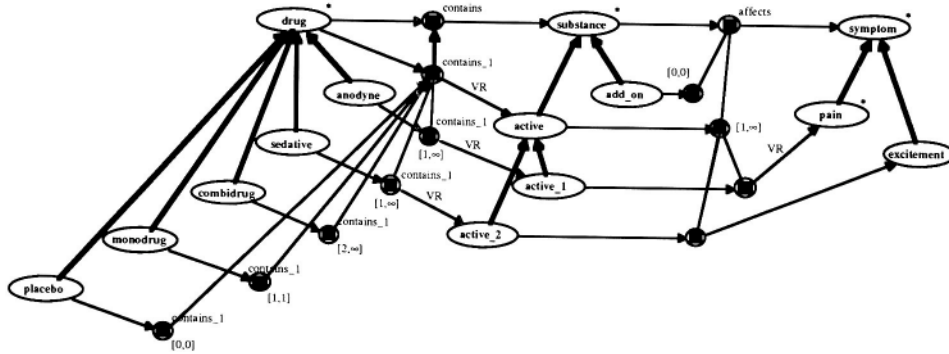 drug
*
contains
substance
*
affects
symptom
*
contains_1
VR
[0,0]
anodyne
add_on
pain
*
contains_1
[1,∞]
VR
active
[1,∞]
VR
sedative
excitement
contains_1
[1,∞]
VR
active_1
combidrug
contains_1
[2,∞]
active_2
monodrug
contains_1
[1,1]
placebo
contains_1
[0,0]